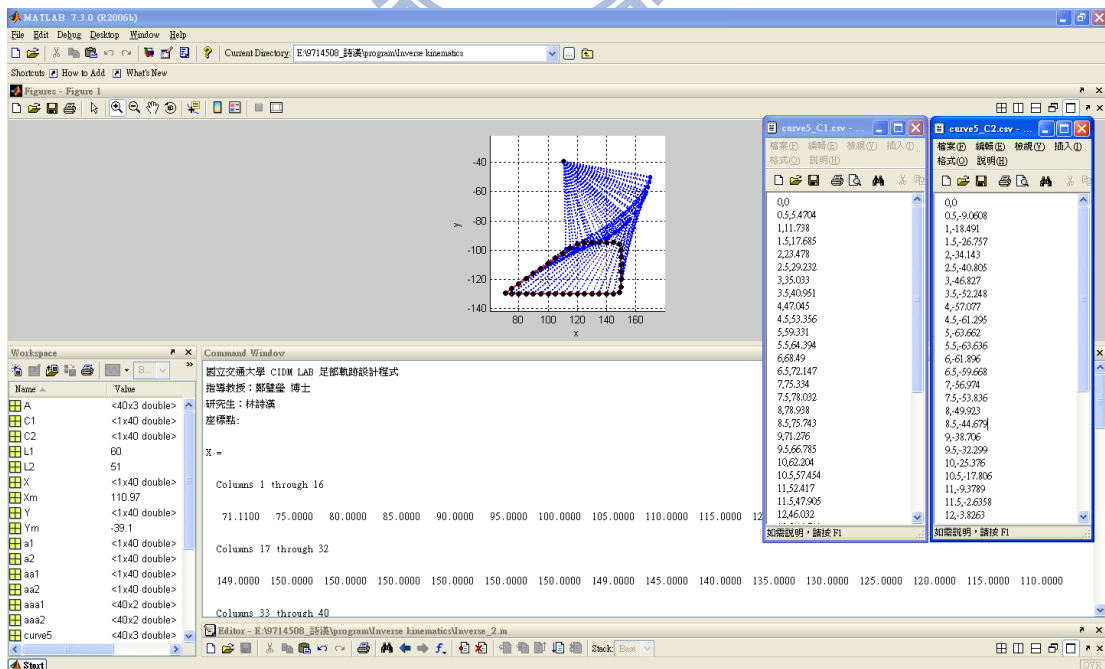 MATLAB 7.3.0 (R2006b)
File Edit Debug Desktop Window Help
Current Directory: E:\9714508_詩漢\program\Inverse kinematics
Shortcuts How to Add What's New
Figures - Figure 1
-40
-60
-80
-100
-120
-140
y
80 100 120 140 160
x
curve5_C1.csv - ...
檔案(F) 編輯(E) 檢視(V) 插入(I)
格式(O) 說明(H)
0,0
0.5,5.4704
1,11.738
1.5,17.685
2,23.478
2.5,29.232
3,35.033
3.5,40.951
4,47.045
4.5,53.356
5,59.331
5.5,64.394
6,68.49
6.5,72.147
7,75.334
7.5,78.032
8,78.938
8.5,75.743
9,71.276
9.5,66.785
10,62.204
10.5,57.454
11,52.417
11.5,47.905
12,46.032
如需說明，請按 F1
curve5_C2.csv - ...
檔案(F) 編輯(E) 檢視(V) 插入(I)
格式(O) 說明(H)
0,0
0.5,-9.0608
1,-18.491
1.5,-26.757
2,-34.143
2.5,-40.805
3,-46.827
3.5,-52.248
4,-57.077
4.5,-61.295
5,-63.662
5.5,-63.636
6,-61.896
6.5,-59.668
7,-56.974
7.5,-53.836
8,-49.923
8.5,-44.679
9,-38.706
9.5,-32.299
10,-25.376
10.5,-17.806
11,-9.3789
11.5,-2.6358
12,-3.8263
如需說明，請按 F1
Workspace
B...
Name Value
A <40x3 double>
C1 <1x40 double>
C2 <1x40 double>
L1 60
L2 51
X <1x40 double>
Xm 110.97
Y <1x40 double>
Ym -39.1
a1 <1x40 double>
a2 <1x40 double>
aa1 <1x40 double>
aa2 <1x40 double>
aaa1 <40x2 double>
aaa2 <40x2 double>
curve5 <40x3 double>
Command Window
國立交通大學 CIDM LAB 足部軌跡設計程式
指導教授：鄭璧瑩 博士
研究生：林詩漢
座標點:
X =
Columns 1 through 16
71.1100 75.0000 80.0000 85.0000 90.0000 95.0000 100.0000 105.0000 110.0000 115.0000 12
Columns 17 through 32
149.0000 150.0000 150.0000 150.0000 150.0000 150.0000 150.0000 149.0000 145.0000 140.0000 135.0000 130.0000 125.0000 120.0000 115.0000 110.0000
Columns 33 through 40
Editor - E:\9714508_詩漢\program\Inverse kinematics\Inverse_2.m
Stack: Base
Start
OVR